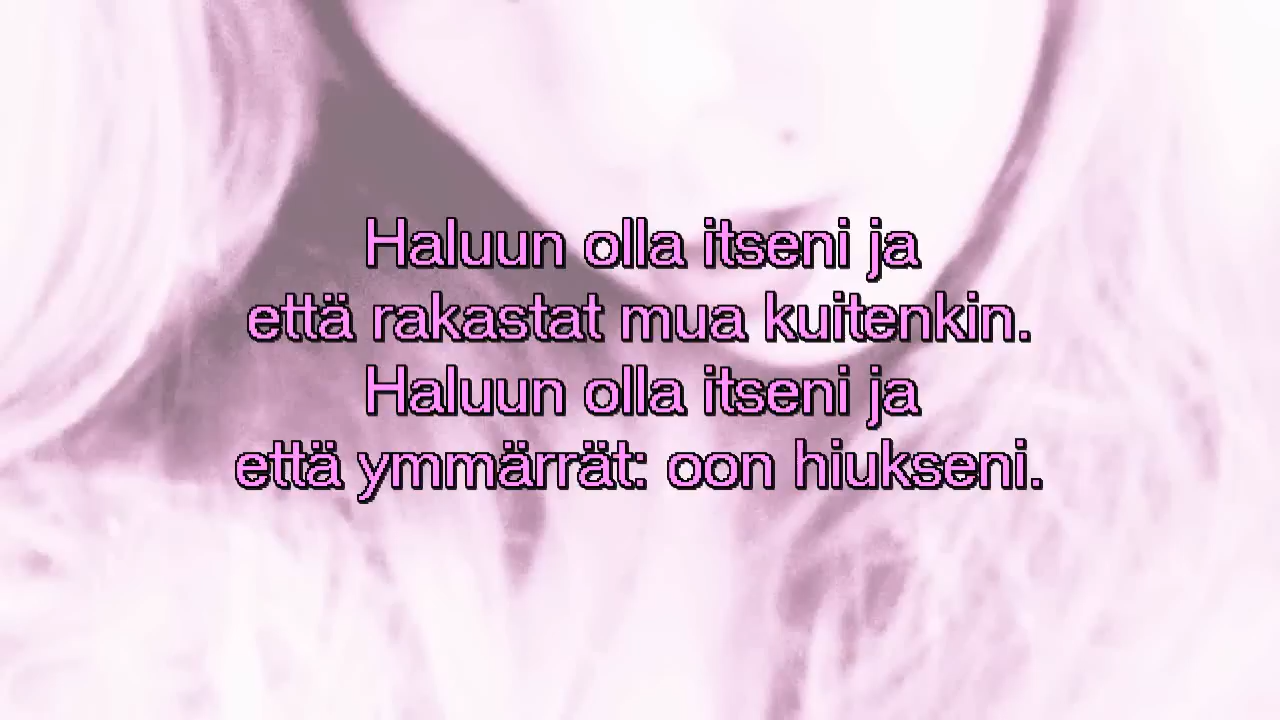 Haluun olla itseni ja
että rakastat mua kuitenkin.
Haluun olla itseni ja
että ymmärrät: oon hiukseni.